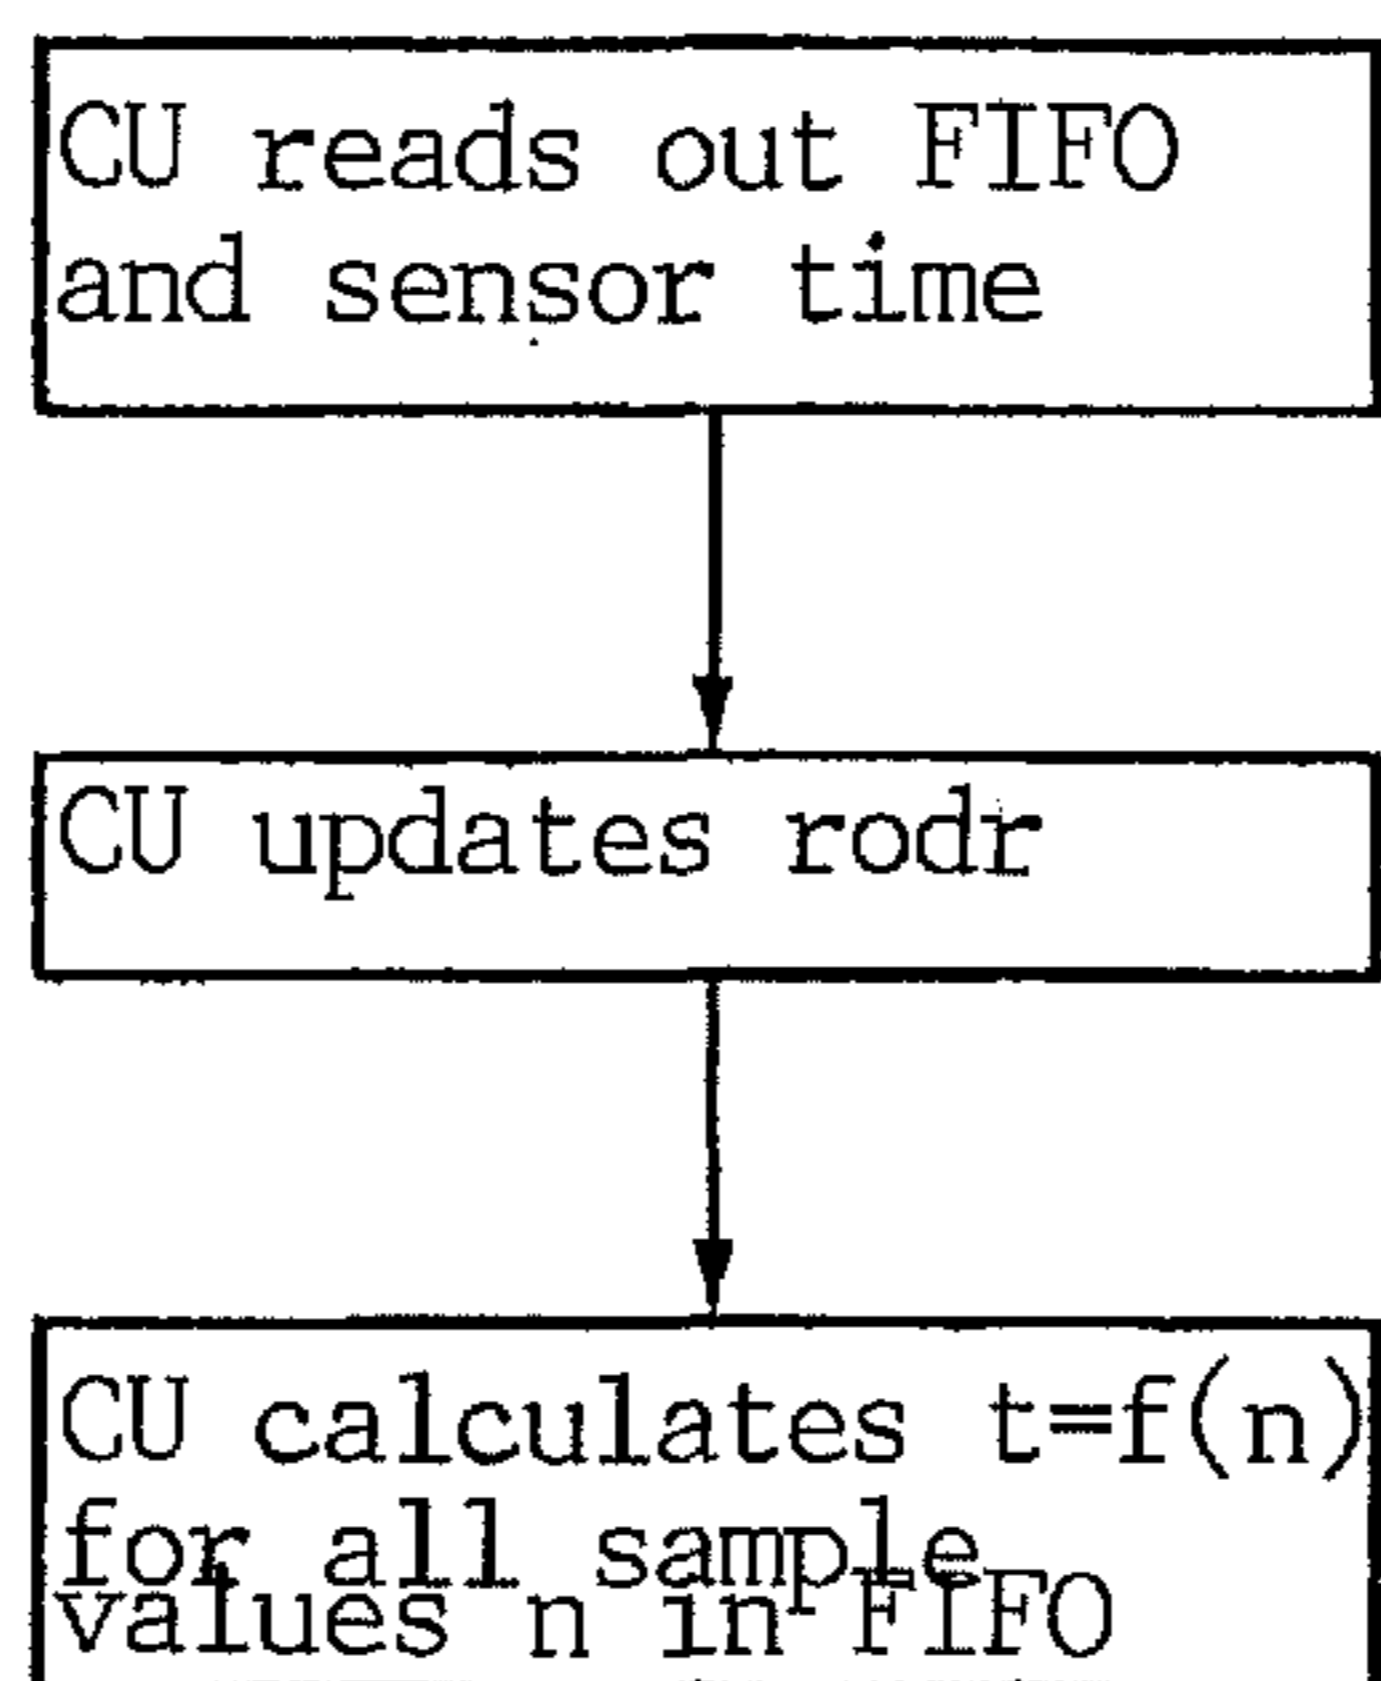 CU reads out FIFO
and sensor time
CU updates rodr
CU calculates t=f(n)
for all sample
values n in FIFO